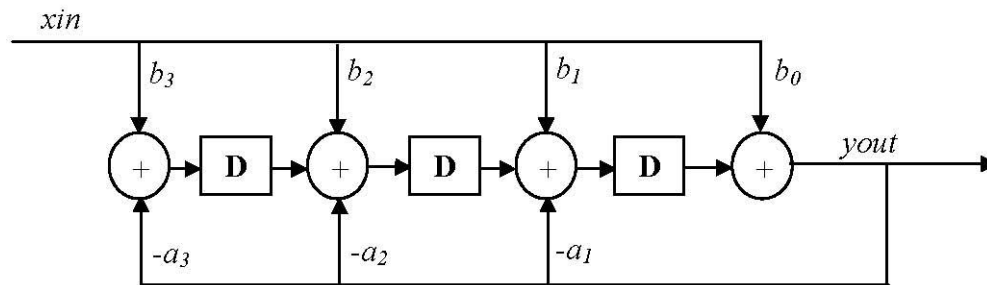 xin
b3 b2 b1 b0
+ D + D + D + yout
-a3 -a2 -a1